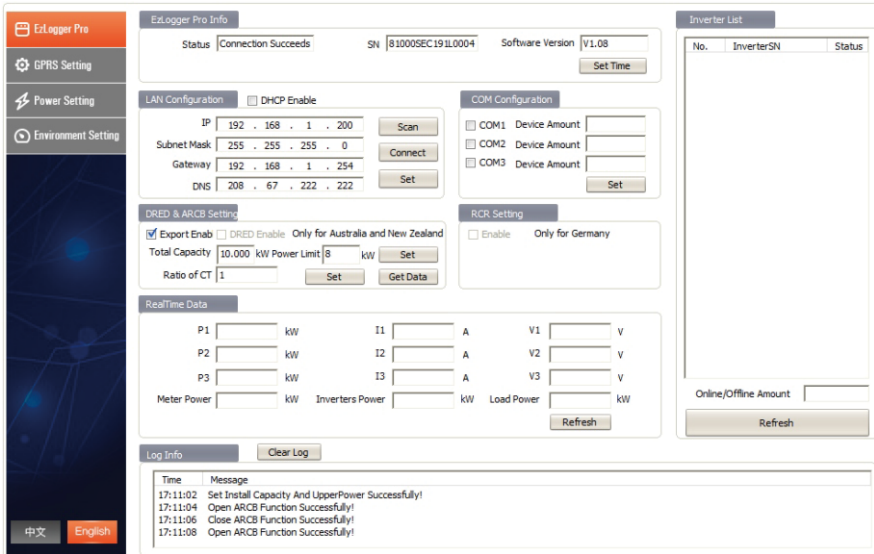 EzLogger Pro
GPRS Setting
Power Setting
Environment Setting
中文 English
EzLogger Pro Info
Status Connection Succeeds SN 81000SEC191L0004 Software Version V1.08
Set Time
LAN Configuration DHCP Enable
IP 192 . 168 . 1 . 200 Scan
Subnet Mask 255 . 255 . 255 . 0 Connect
Gateway 192 . 168 . 1 . 254
DNS 208 . 67 . 222 . 222 Set
COM Configuration
COM1 Device Amount
COM2 Device Amount
COM3 Device Amount
Set
DRED & ARCB Setting
Export Enab DRED Enable Only for Australia and New Zealand
Total Capacity 10.000 kW Power Limit 8 kW Set
Ratio of CT 1 Set Get Data
RCR Setting
Enable Only for Germany
RealTime Data
P1 kW I1 A V1 V
P2 kW I2 A V2 V
P3 kW I3 A V3 V
Meter Power kW Inverters Power kW Load Power kW
Refresh
Log Info Clear Log
Time Message
17:11:02 Set Install Capacity And UpperPower Successfully!
17:11:04 Open ARCB Function Successfully!
17:11:06 Close ARCB Function Successfully!
17:11:08 Open ARCB Function Successfully!
Inverter List
No. InverterSN Status
Online/Offline Amount
Refresh